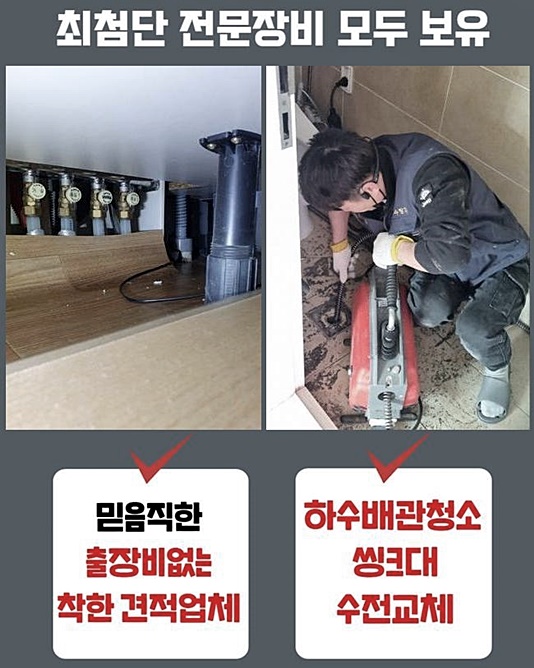 최첨단 전문장비 모두 보유
믿음직한
출장비없는
착한 견적업체
하수배관청소
씽크대
수전교체